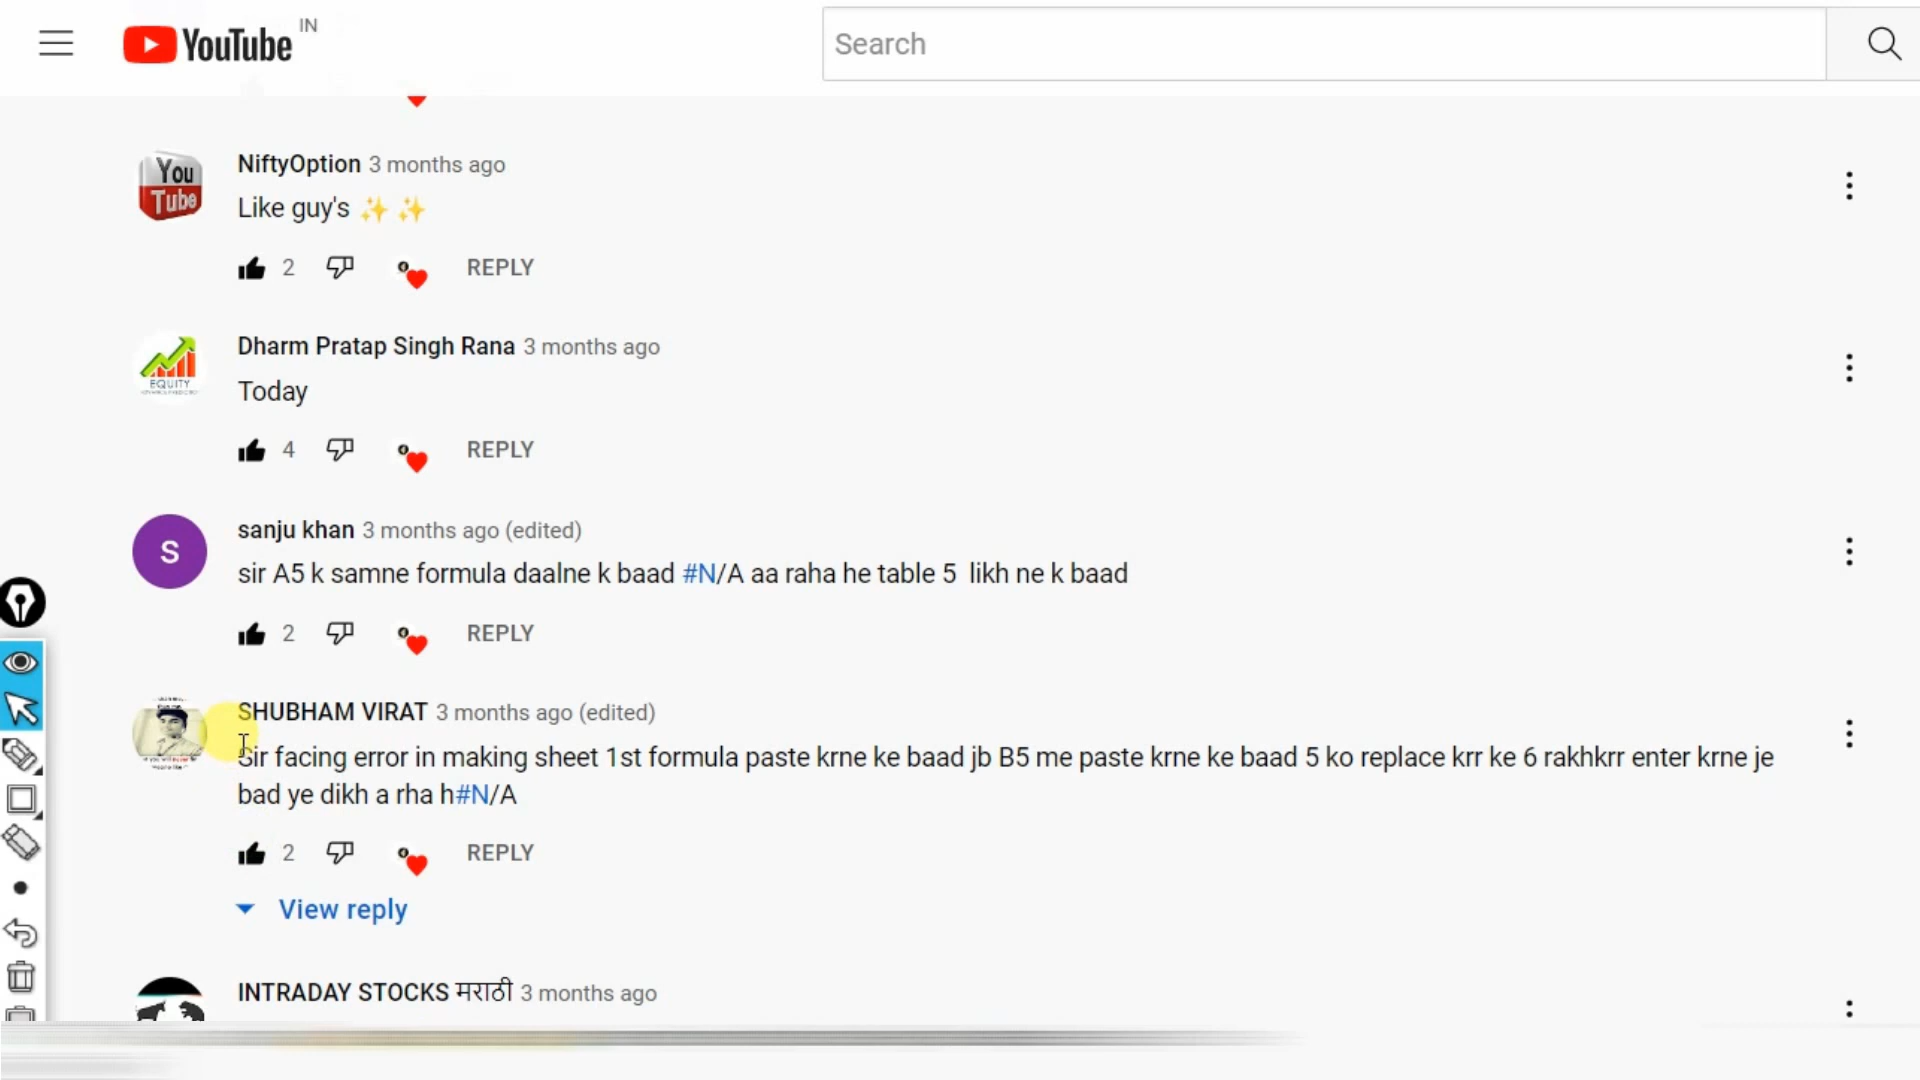 YouTube IN
Search
You
Tube
NiftyOption 3 months ago
Like guy's ✨ ✨
2 REPLY
EQUITY
Dharm Pratap Singh Rana 3 months ago
Today
4 REPLY
S
sanju khan 3 months ago (edited)
sir A5 k samne formula daalne k baad #N/A aa raha he table 5 likh ne k baad
2 REPLY
SHUBHAM VIRAT 3 months ago (edited)
Sir facing error in making sheet 1st formula paste krne ke baad jb B5 me paste krne ke baad 5 ko replace krr ke 6 rakhkrr enter krne je
bad ye dikh a rha h#N/A
2 REPLY
View reply
INTRADAY STOCKS मराठी 3 months ago